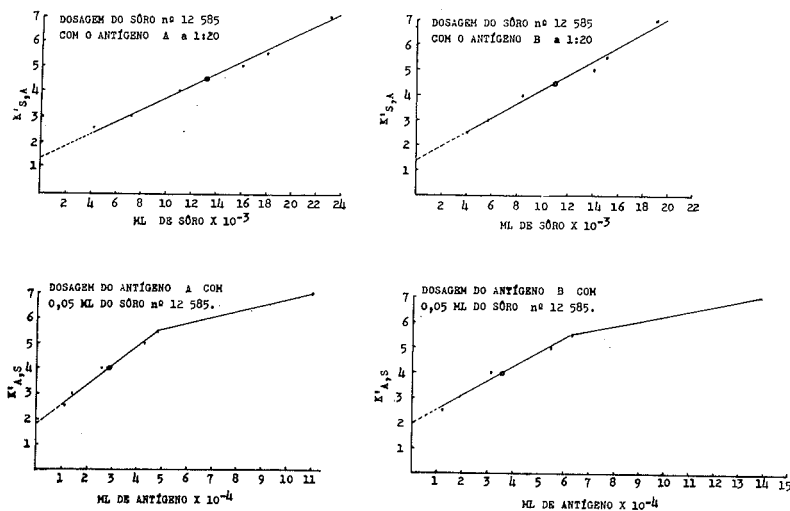 DOSAGEM DO SÔRO nº 12 585
COM O ANTÍGENO A a 1:20
K'S,A
7
6
5
4
3
2
1
2 4 6 8 10 12 14 16 18 20 22 24
ML DE SÔRO X 10-3
DOSAGEM DO SÔRO nº 12 585
COM O ANTÍGENO B a 1:20
K'S,A
7
6
5
4
3
2
1
2 4 6 8 10 12 14 16 18 20 22
ML DE SÔRO X 10-3
DOSAGEM DO ANTÍGENO A COM
0,05 ML DO SÔRO nº 12 585.
K'A,S
7
6
5
4
3
2
1
1 2 3 4 5 6 7 8 9 10 11
ML DE ANTÍGENO X 10-4
DOSAGEM DO ANTÍGENO B COM
0,05 ML DO SÔRO nº 12 585.
K'A,S
7
6
5
4
3
2
1
1 2 3 4 5 6 7 8 9 10 11 12 13 14 15
ML DE ANTÍGENO X 10-4